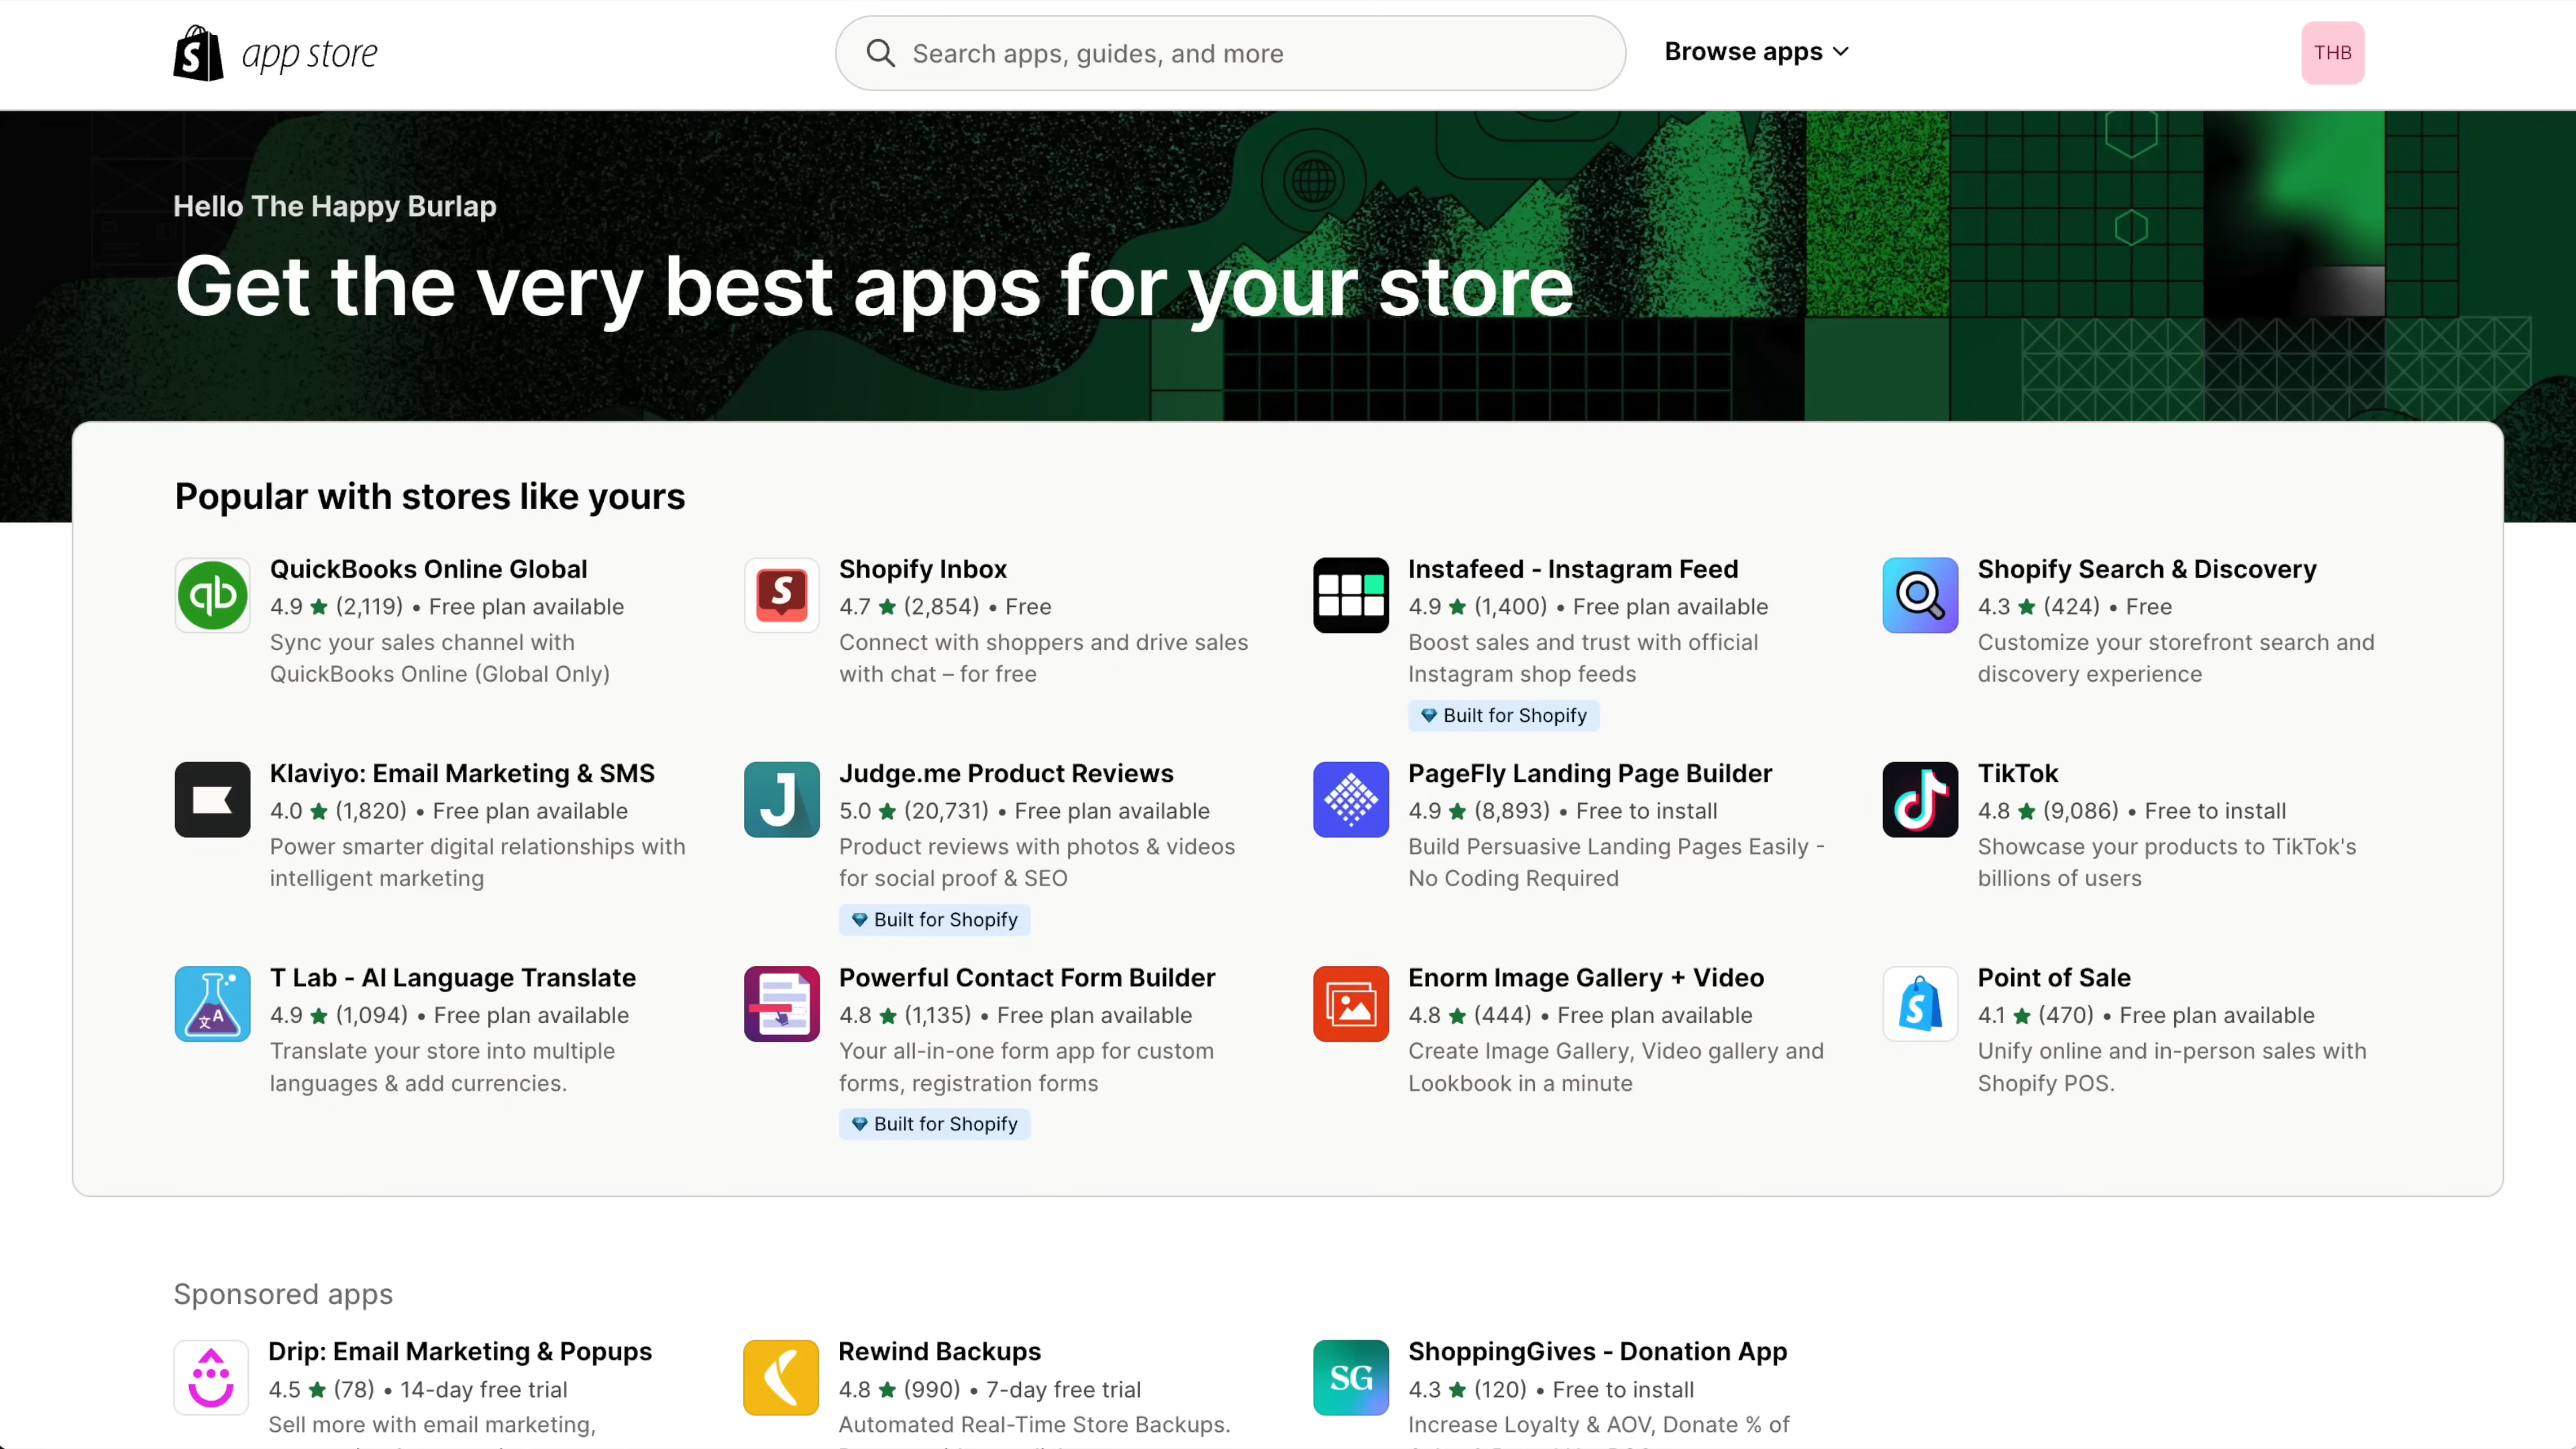 app store
Search apps, guides, and more
Browse apps
THB
Hello The Happy Burlap
Get the very best apps for your store
Popular with stores like yours
QuickBooks Online Global
4.9 ★ (2,119) • Free plan available
Sync your sales channel with
QuickBooks Online (Global Only)
Shopify Inbox
4.7 ★ (2,854) • Free
Connect with shoppers and drive sales
with chat – for free
Instafeed - Instagram Feed
4.9 ★ (1,400) • Free plan available
Boost sales and trust with official
Instagram shop feeds
Built for Shopify
Shopify Search & Discovery
4.3 ★ (424) • Free
Customize your storefront search and
discovery experience
Klaviyo: Email Marketing & SMS
4.0 ★ (1,820) • Free plan available
Power smarter digital relationships with
intelligent marketing
Judge.me Product Reviews
5.0 ★ (20,731) • Free plan available
Product reviews with photos & videos
for social proof & SEO
Built for Shopify
PageFly Landing Page Builder
4.9 ★ (8,893) • Free to install
Build Persuasive Landing Pages Easily -
No Coding Required
TikTok
4.8 ★ (9,086) • Free to install
Showcase your products to TikTok's
billions of users
T Lab - AI Language Translate
4.9 ★ (1,094) • Free plan available
Translate your store into multiple
languages & add currencies.
Powerful Contact Form Builder
4.8 ★ (1,135) • Free plan available
Your all-in-one form app for custom
forms, registration forms
Built for Shopify
Enorm Image Gallery + Video
4.8 ★ (444) • Free plan available
Create Image Gallery, Video gallery and
Lookbook in a minute
Point of Sale
4.1 ★ (470) • Free plan available
Unify online and in-person sales with
Shopify POS.
Sponsored apps
Drip: Email Marketing & Popups
4.5 ★ (78) • 14-day free trial
Sell more with email marketing,
Rewind Backups
4.8 ★ (990) • 7-day free trial
Automated Real-Time Store Backups.
SG
ShoppingGives - Donation App
4.3 ★ (120) • Free to install
Increase Loyalty & AOV, Donate % of